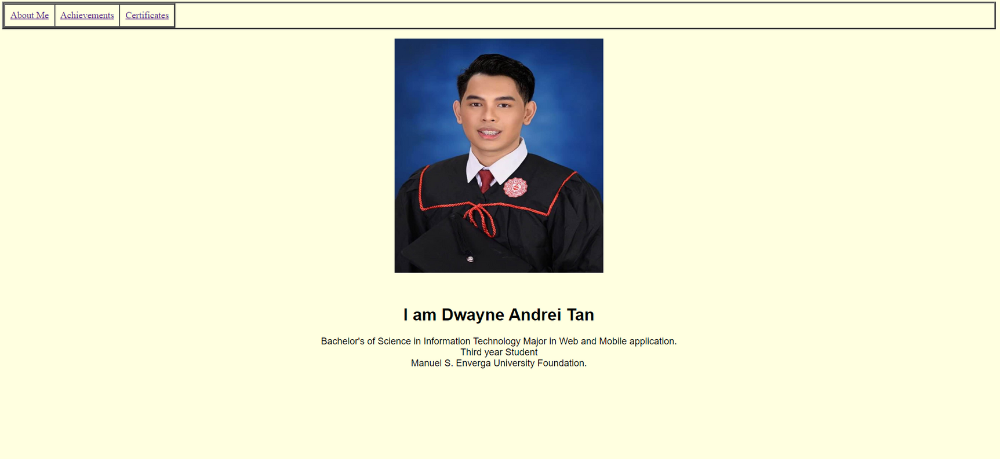 About Me Achievements Certificates
I am Dwayne Andrei Tan
Bachelor's of Science in Information Technology Major in Web and Mobile application.
Third year Student
Manuel S. Enverga University Foundation.